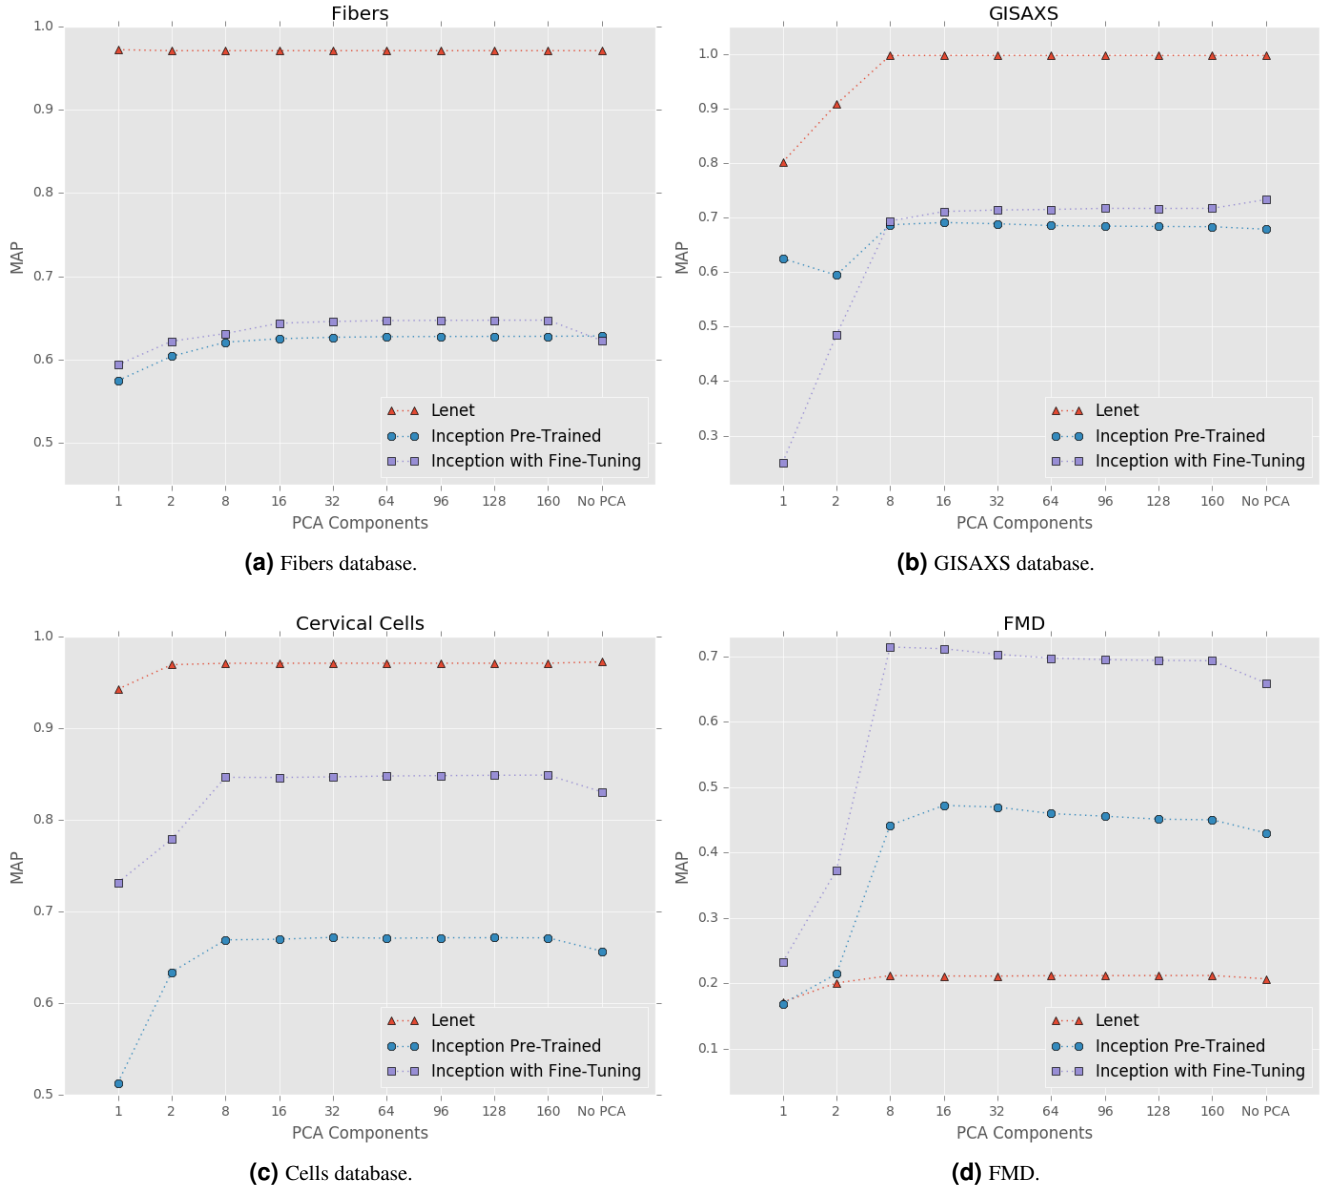 Fibers
1.0
0.9
0.8
0.7
0.6
0.5
MAP
Lenet
Inception Pre-Trained
Inception with Fine-Tuning
1 2 8 16 32 64 96 128 160 No PCA
PCA Components
(a) Fibers database.
GISAXS
1.0
0.9
0.8
0.7
0.6
0.5
0.4
0.3
MAP
Lenet
Inception Pre-Trained
Inception with Fine-Tuning
1 2 8 16 32 64 96 128 160 No PCA
PCA Components
(b) GISAXS database.
Cervical Cells
1.0
0.9
0.8
0.7
0.6
0.5
MAP
Lenet
Inception Pre-Trained
Inception with Fine-Tuning
1 2 8 16 32 64 96 128 160 No PCA
PCA Components
(c) Cells database.
FMD
0.7
0.6
0.5
0.4
0.3
0.2
0.1
MAP
Lenet
Inception Pre-Trained
Inception with Fine-Tuning
1 2 8 16 32 64 96 128 160 No PCA
PCA Components
(d) FMD.